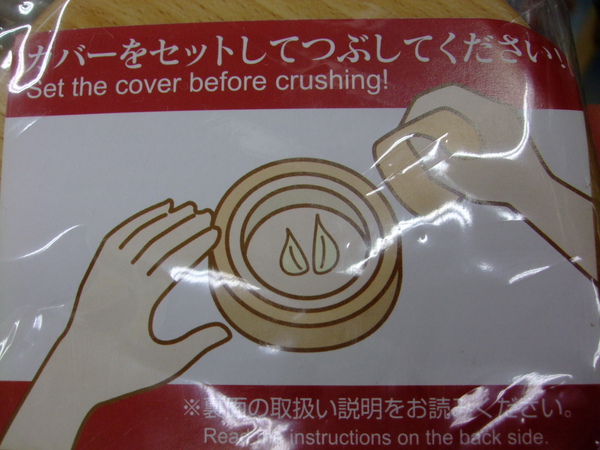 カバーをセットしてつぶしてください!
Set the cover before crushing!
※裏面の取扱い説明をお読みください。
Read the instructions on the back side.